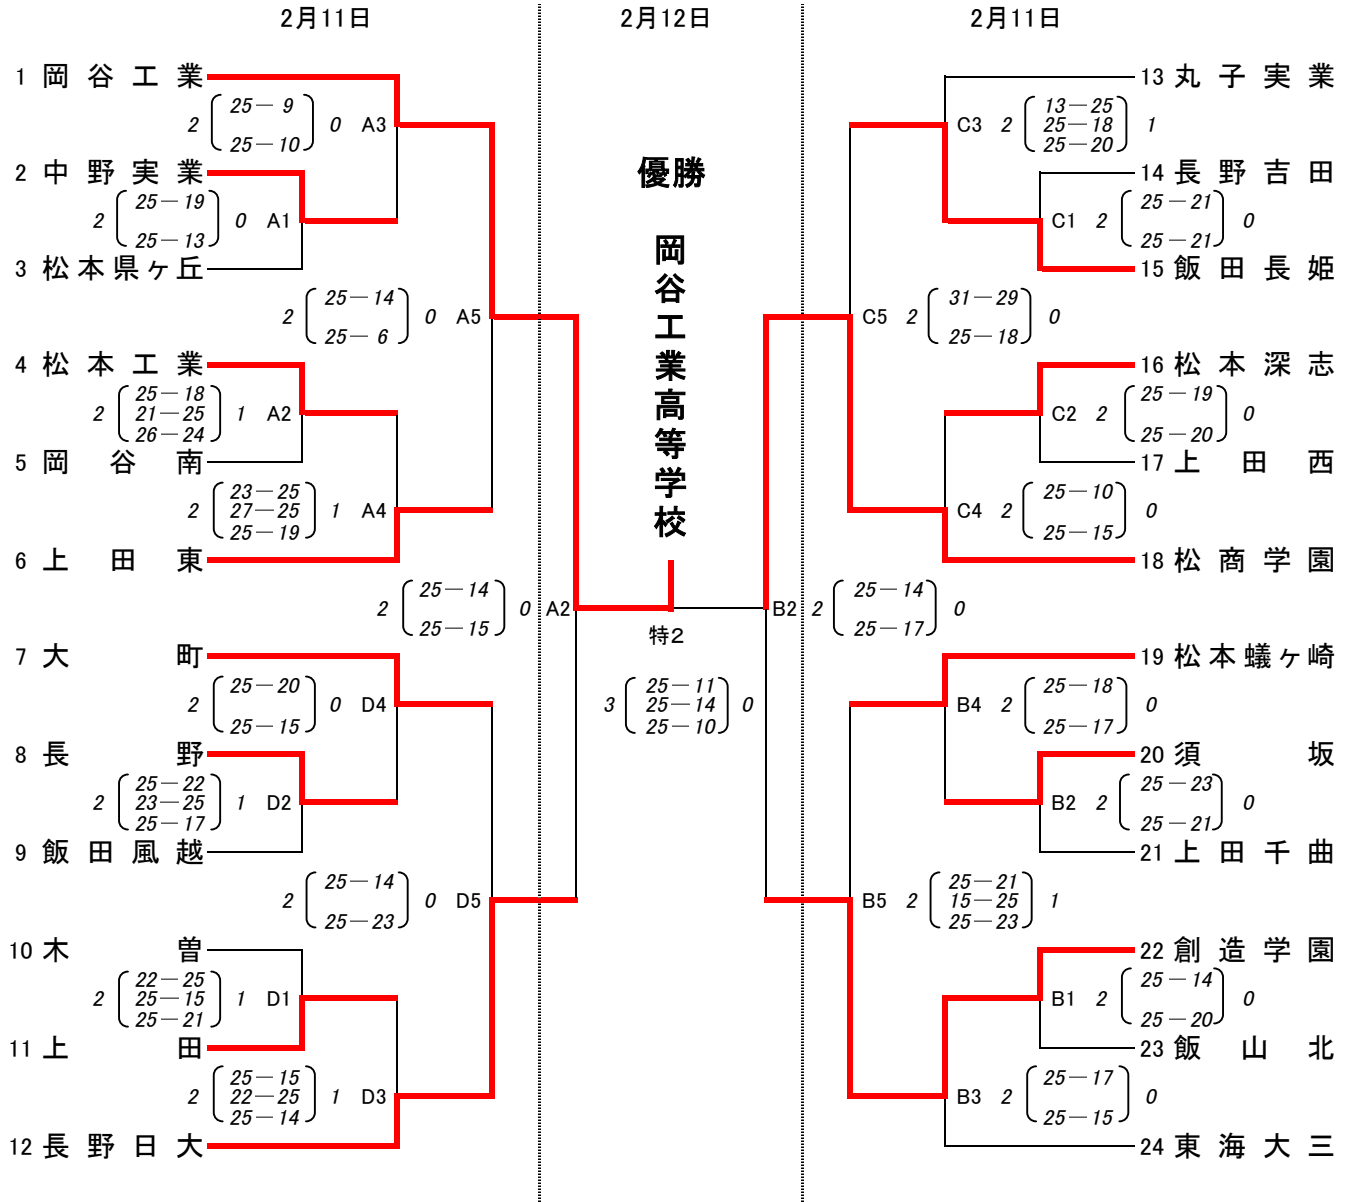 2月11日
2月12日
2月11日
1 岡谷工業
2 25－9 25－10 0 A3
2 中野実業
2 25－19 25－13 0 A1
3 松本県ヶ丘
2 25－14 25－6 0 A5
4 松本工業
2 25－18 21－25 26－24 1 A2
5 岡谷南
2 23－25 27－25 25－19 1 A4
6 上田東
2 25－14 25－15 0 A2
7 大町
2 25－20 25－15 0 D4
8 長野
2 25－22 23－25 25－17 1 D2
9 飯田風越
2 25－14 25－23 0 D5
10 木曽
2 22－25 25－15 25－21 1 D1
11 上田
2 25－15 22－25 25－14 1 D3
12 長野日大
優勝
岡谷工業高等学校
特2
3 25－11 25－14 25－10 0
13 丸子実業
C3 2 13－25 25－18 25－20 1
14 長野吉田
C1 2 25－21 25－21 0
15 飯田長姫
C5 2 31－29 25－18 0
16 松本深志
C2 2 25－19 25－20 0
17 上田西
C4 2 25－10 25－15 0
18 松商学園
B2 2 25－14 25－17 0
19 松本蟻ヶ崎
B4 2 25－18 25－17 0
20 須坂
B2 2 25－23 25－21 0
21 上田千曲
B5 2 25－21 15－25 25－23 1
22 創造学園
B1 2 25－14 25－20 0
23 飯山北
B3 2 25－17 25－15 0
24 東海大三